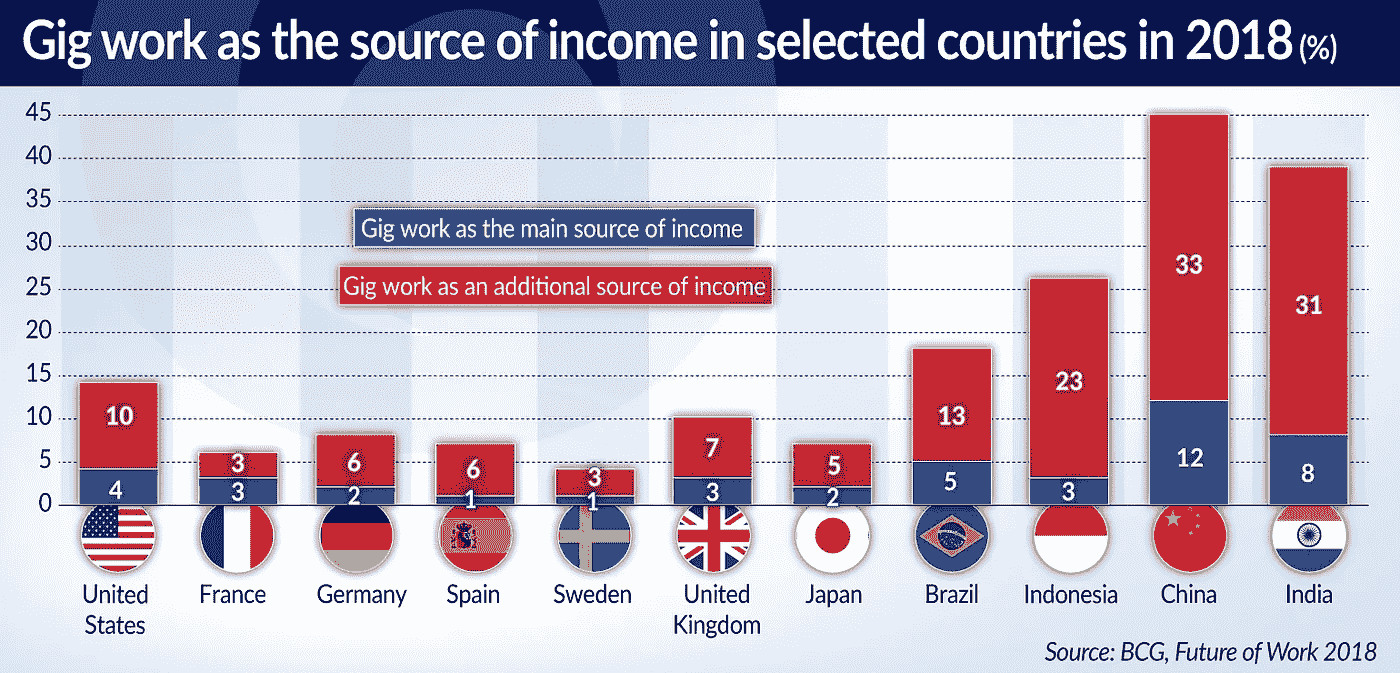 Gig work as the source of income in selected countries in 2018 (%)
45
40
35
30
25
20
15
10
5
0
Gig work as the main source of income
Gig work as an additional source of income
10
4
3
3
6
2
6
1
3
1
7
3
5
2
13
5
23
3
33
12
31
8
United
States
France
Germany
Spain
Sweden
United
Kingdom
Japan
Brazil
Indonesia
China
India
Source: BCG, Future of Work 2018